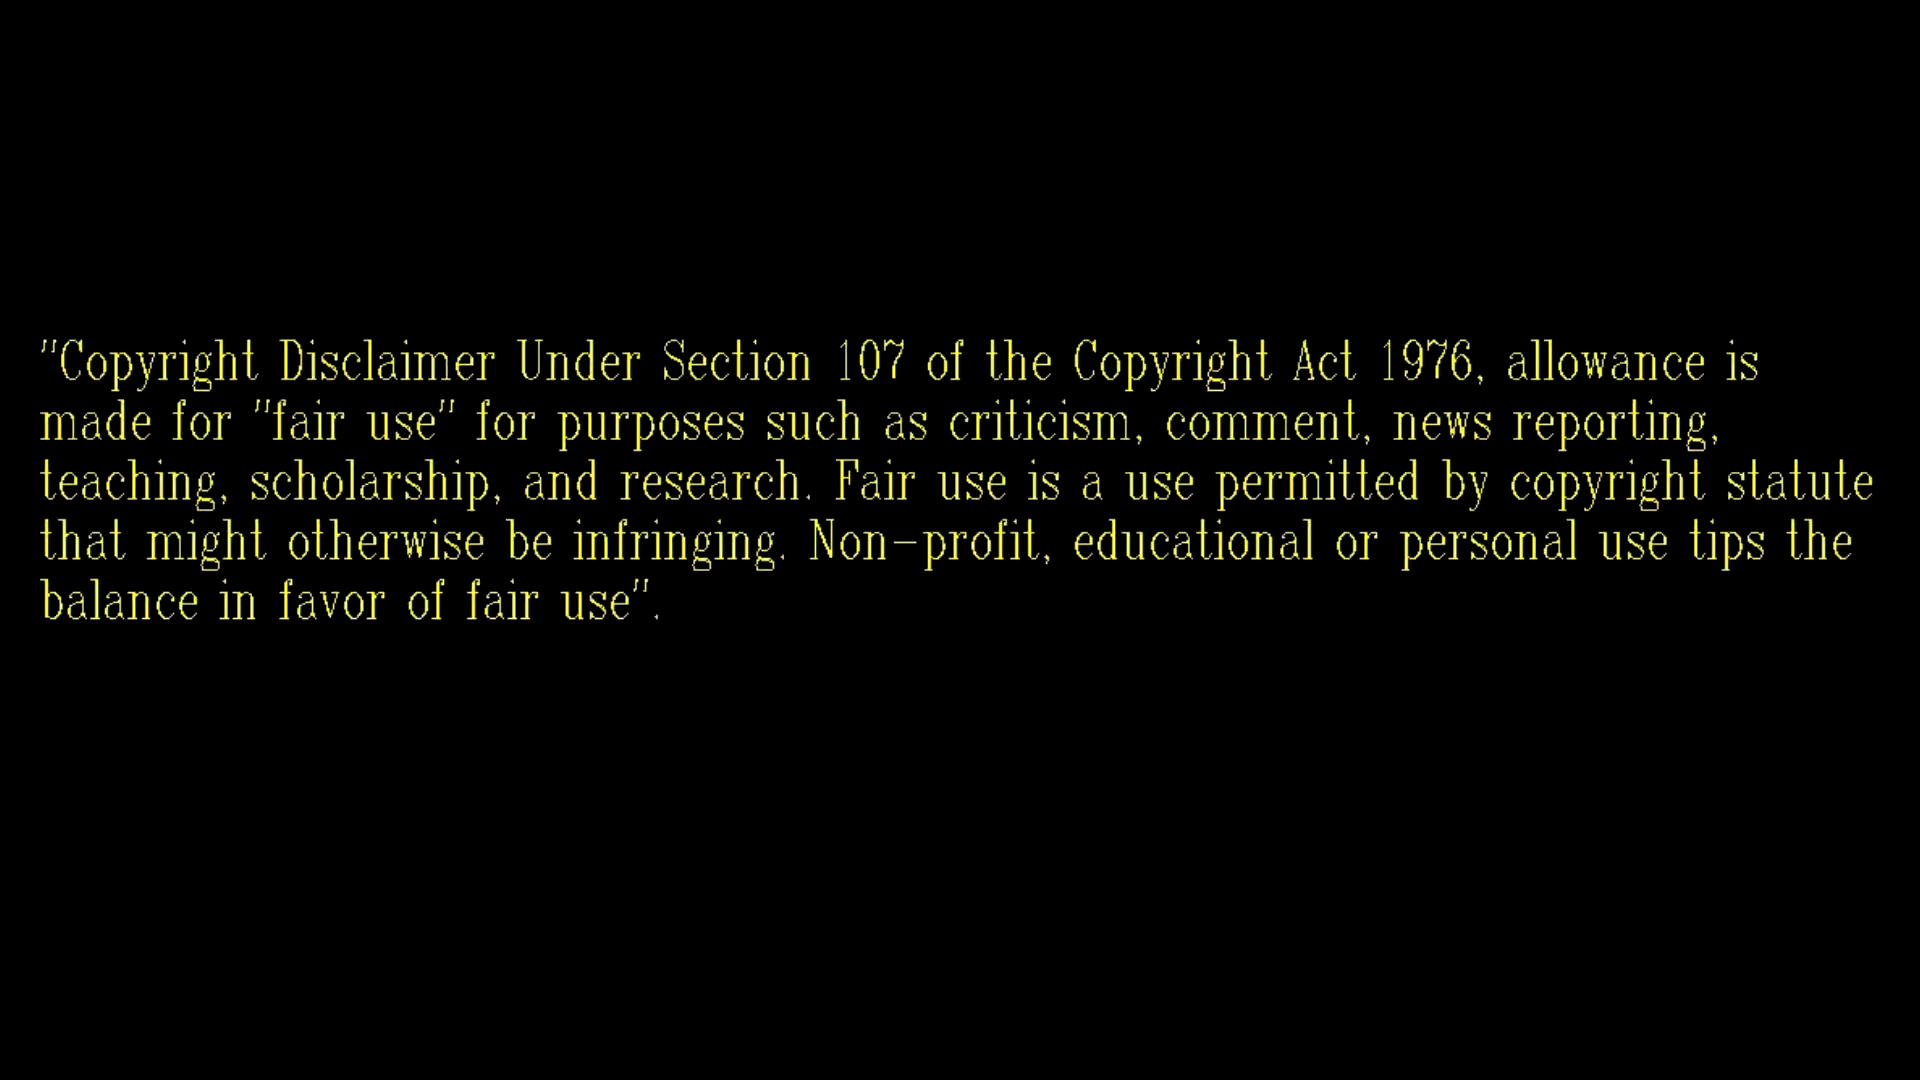 "Copyright Disclaimer Under Section 107 of the Copyright Act 1976, allowance is
made for "fair use" for purposes such as criticism, comment, news reporting,
teaching, scholarship, and research. Fair use is a use permitted by copyright statute
that might otherwise be infringing. Non-profit, educational or personal use tips the
balance in favor of fair use".